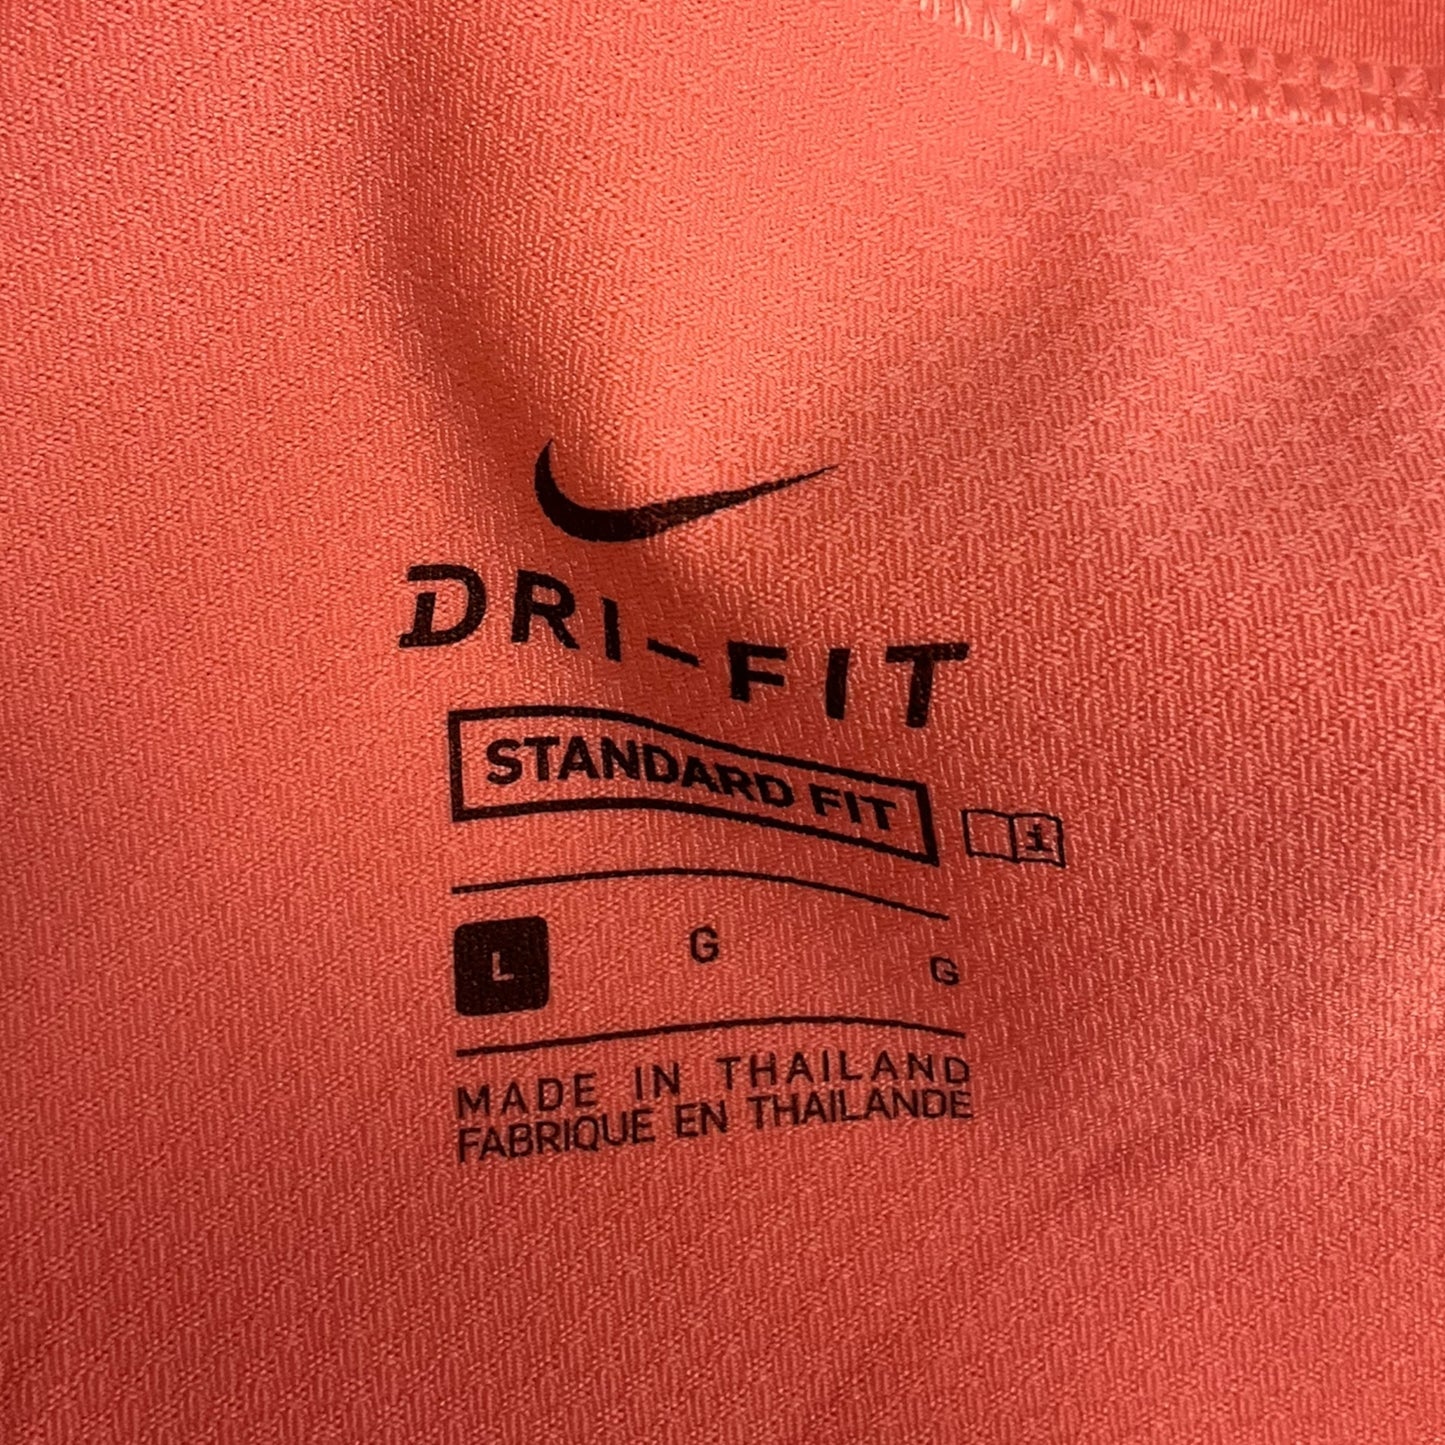 DRI-FIT
STANDARD FIT i
L G G
MADE IN THAILAND
FABRIQUE EN THAILANDE